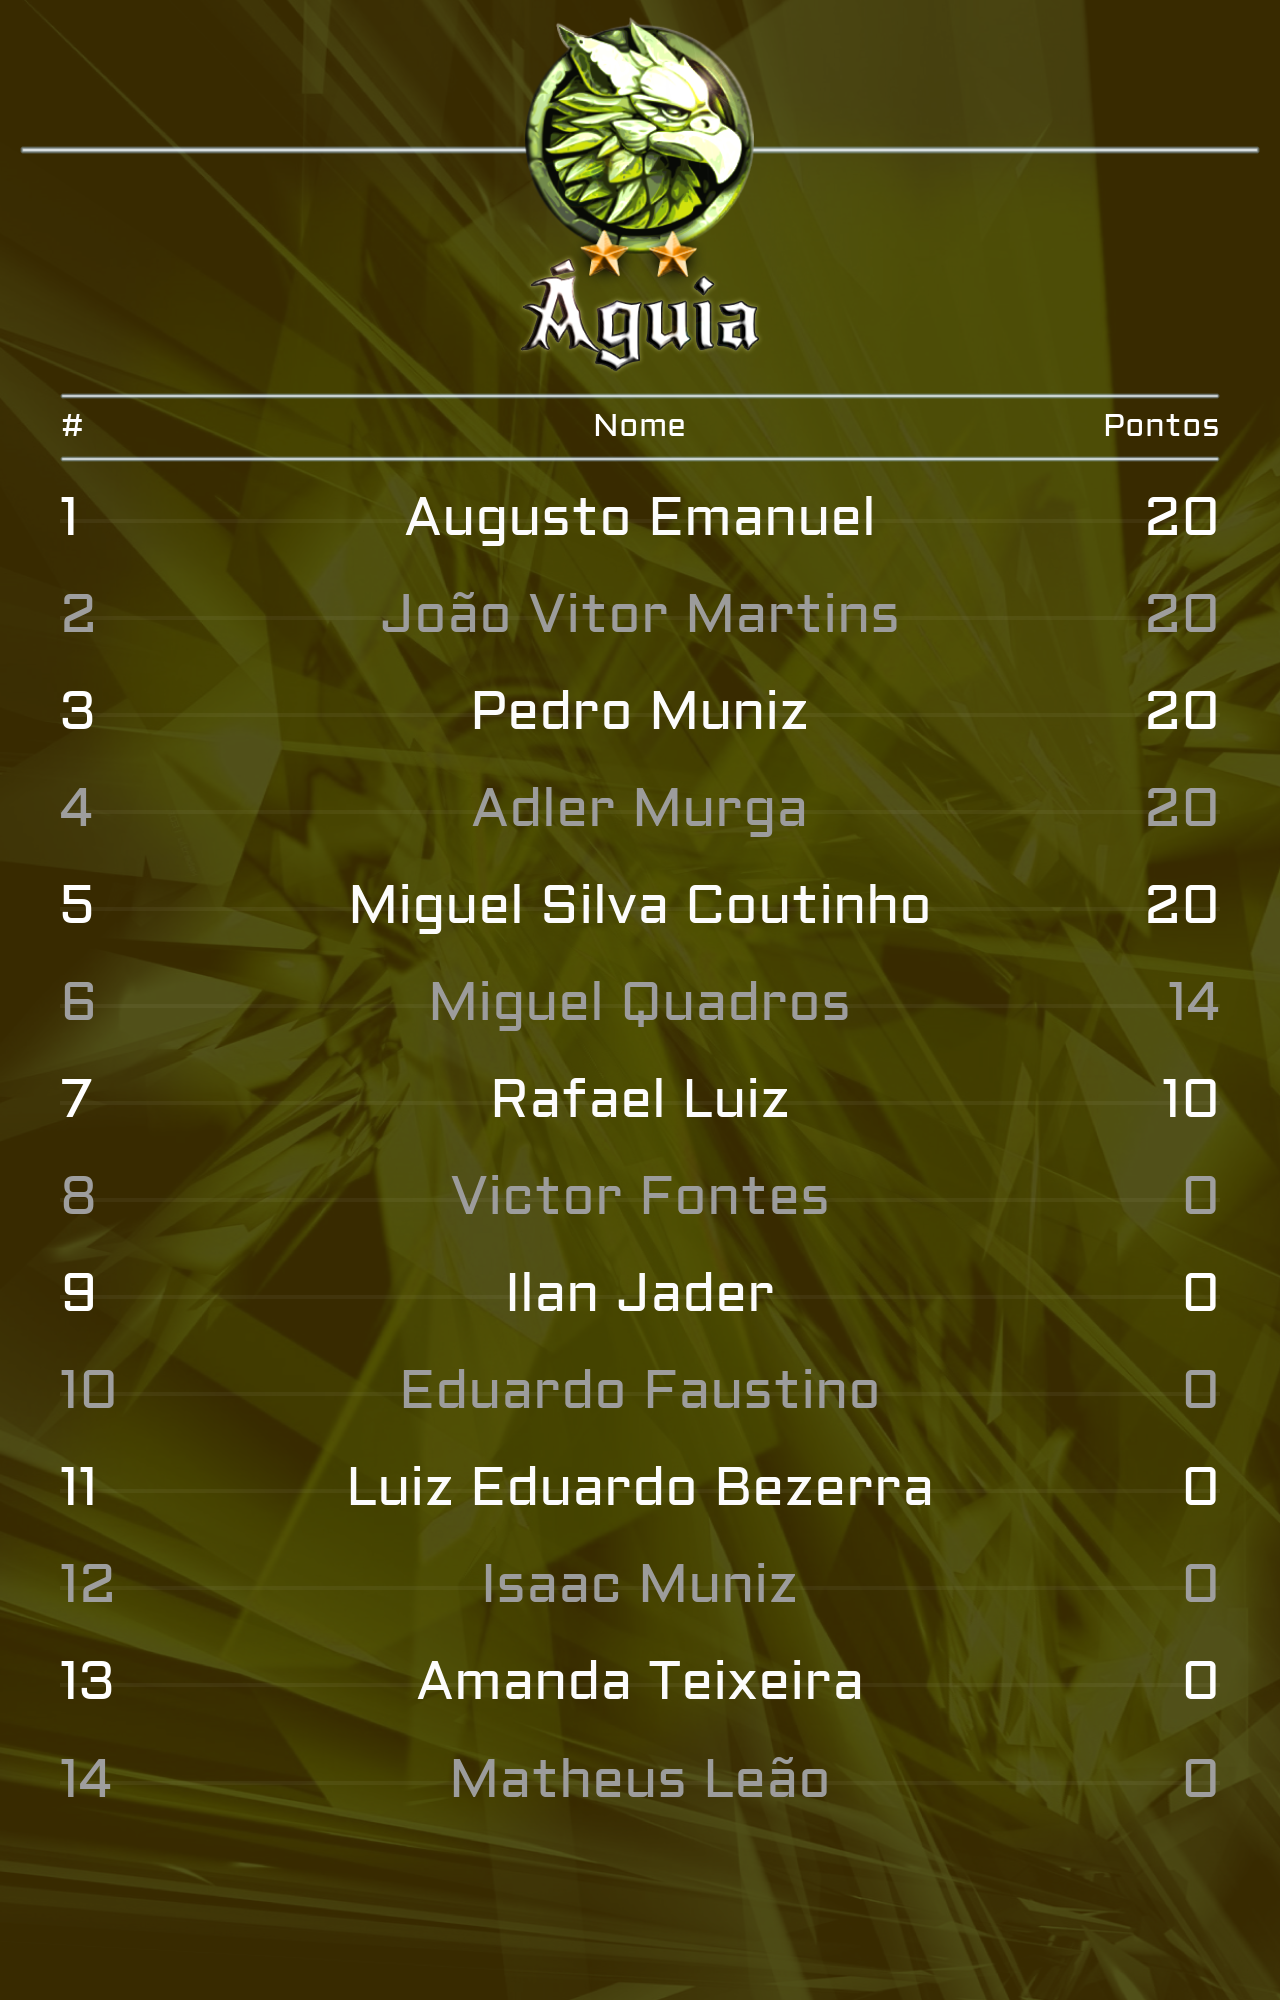 Águia
# Nome Pontos
1 Augusto Emanuel 20
2 João Vitor Martins 20
3 Pedro Muniz 20
4 Adler Murga 20
5 Miguel Silva Coutinho 20
6 Miguel Quadros 14
7 Rafael Luiz 10
8 Victor Fontes 0
9 Ilan Jader 0
10 Eduardo Faustino 0
11 Luiz Eduardo Bezerra 0
12 Isaac Muniz 0
13 Amanda Teixeira 0
14 Matheus Leão 0